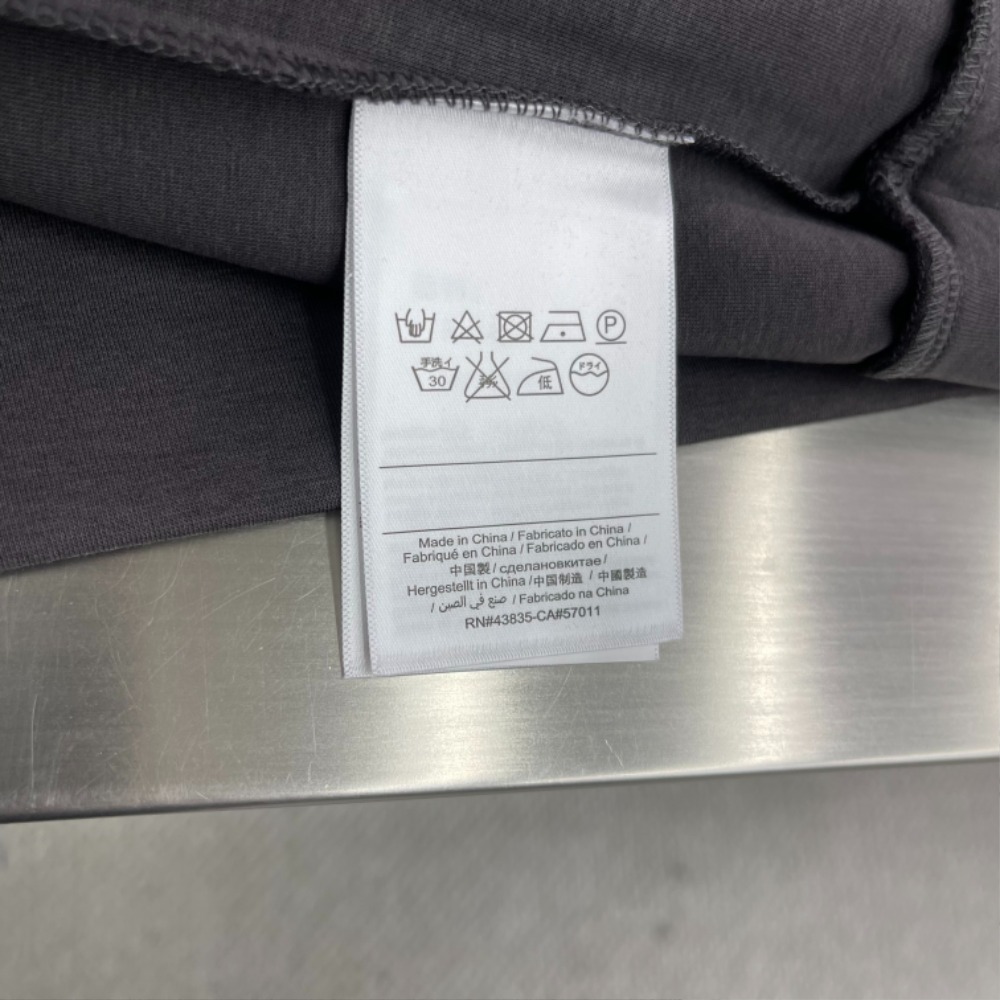 P
手洗イ
30
低
ドライ
Made in China / Fabricato in China /
Fabriqué en China / Fabricado en China /
中国製/ сделановкитае /
Hergestellt in China /中国制造 / 中國製造
/ صنع في الصين / Fabricado na China
RN#43835-CA#57011